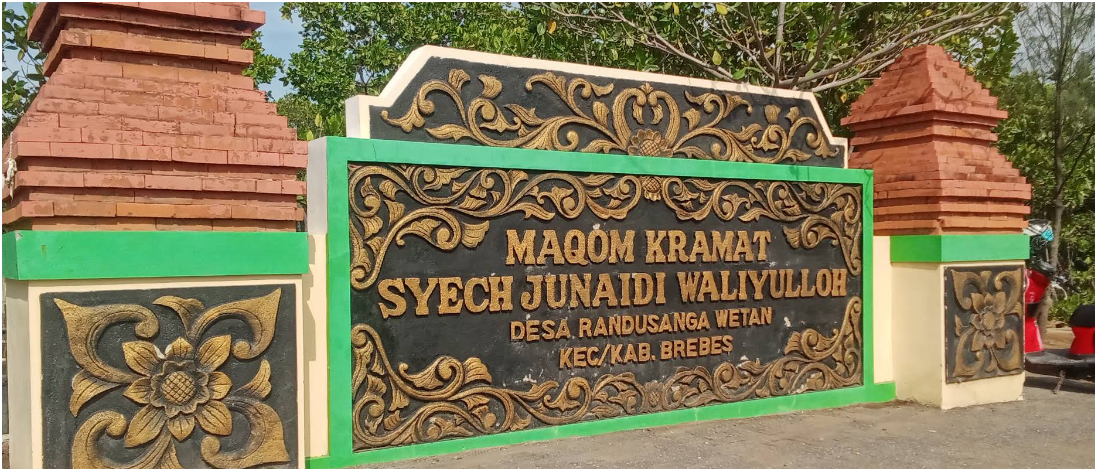 MAQOM KRAMAT
SYECH JUNAIDI WALIYULLOH
DESA RANDUSANGA WETAN
KEC/KAB. BREBES